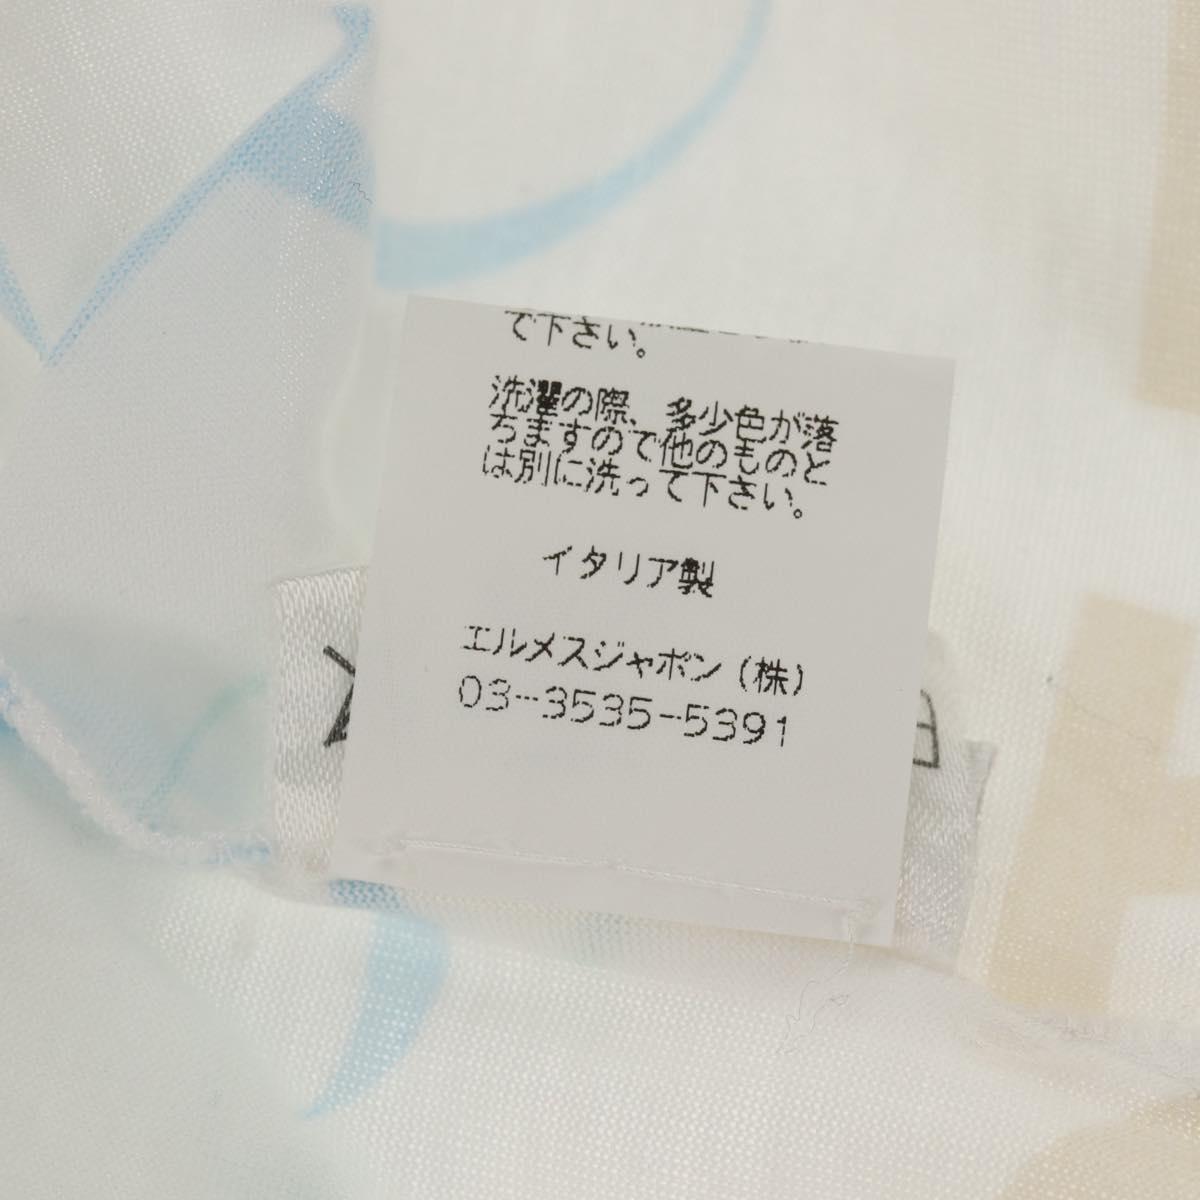 で下さい。
洗濯の際、多少色が落
ちますので他のものと
は別に洗って下さい。
イタリア製
エルメスジャポン(株)
03-3535-5391